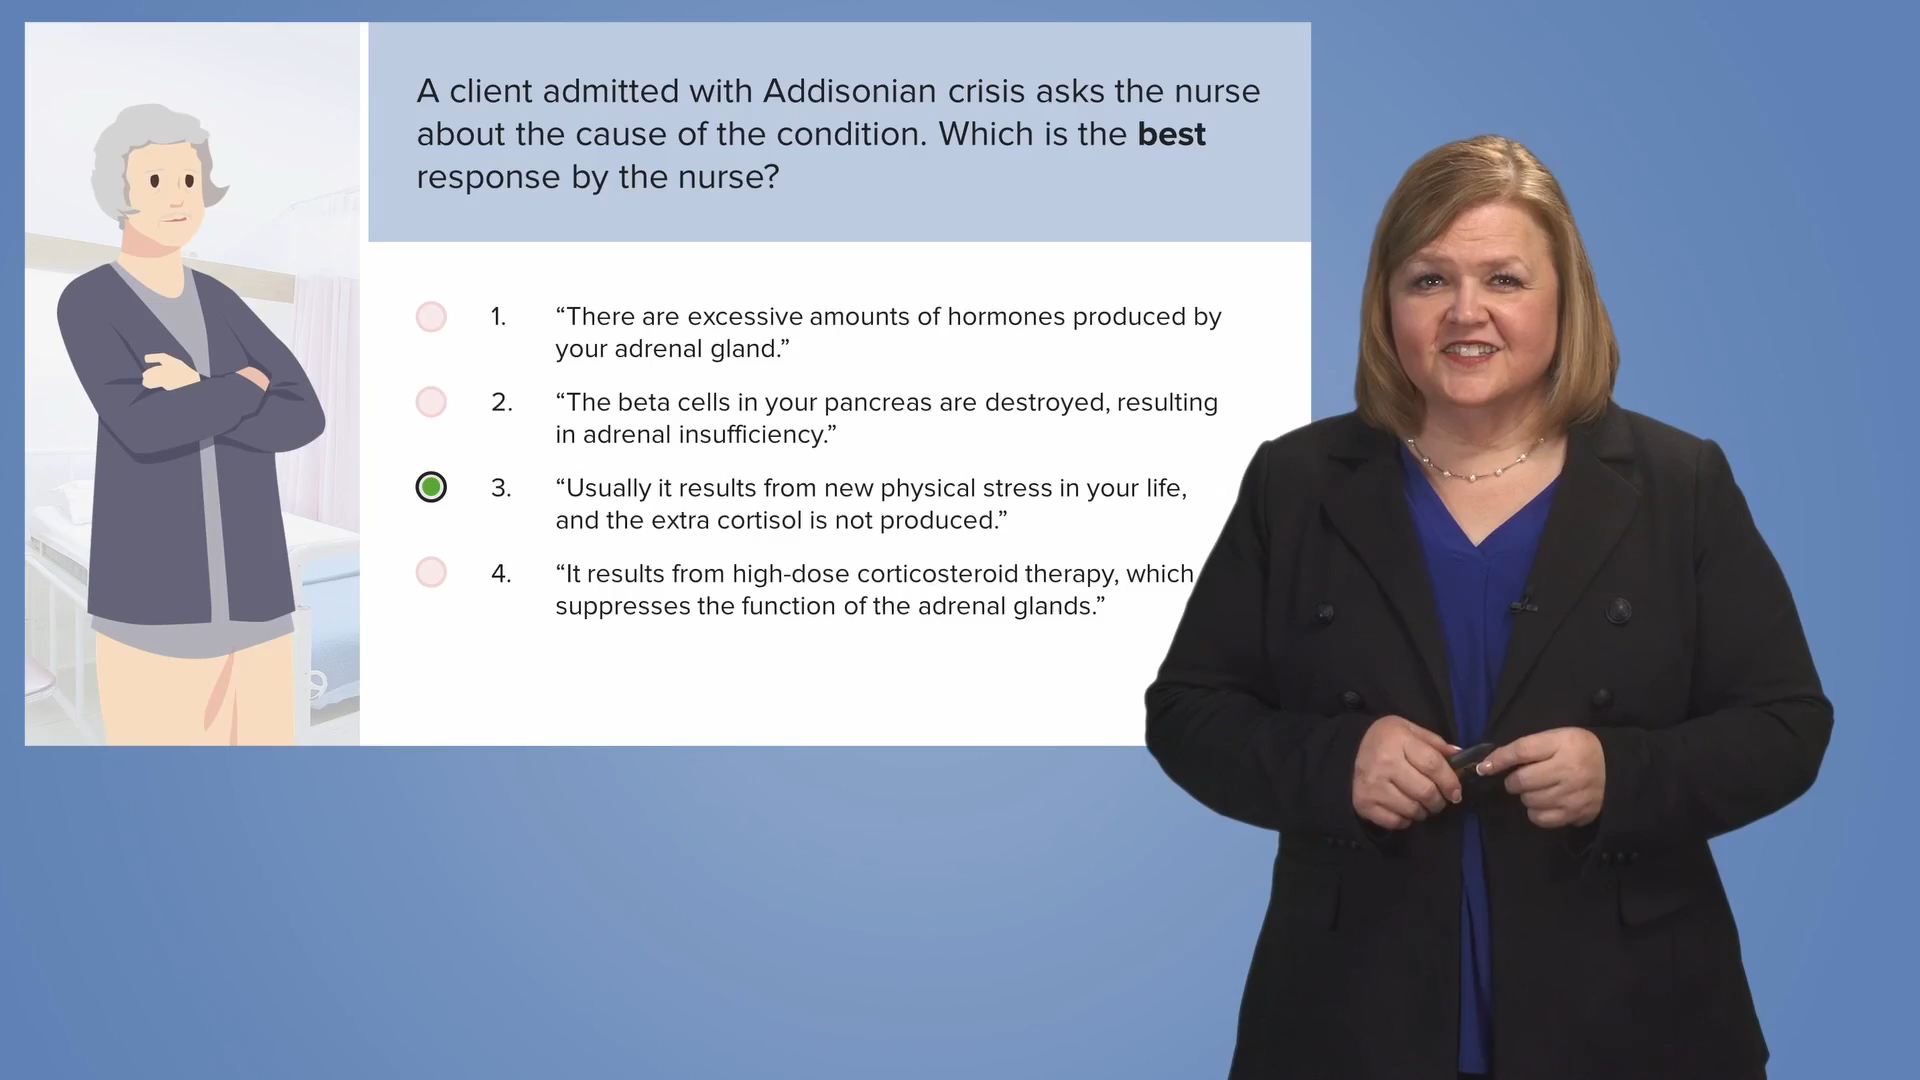 A client admitted with Addisonian crisis asks the nurse
about the cause of the condition. Which is the best
response by the nurse?
1. “There are excessive amounts of hormones produced by
your adrenal gland.”
2. “The beta cells in your pancreas are destroyed, resulting
in adrenal insufficiency.”
3. “Usually it results from new physical stress in your life,
and the extra cortisol is not produced.”
4. “It results from high-dose corticosteroid therapy, which
suppresses the function of the adrenal glands.”